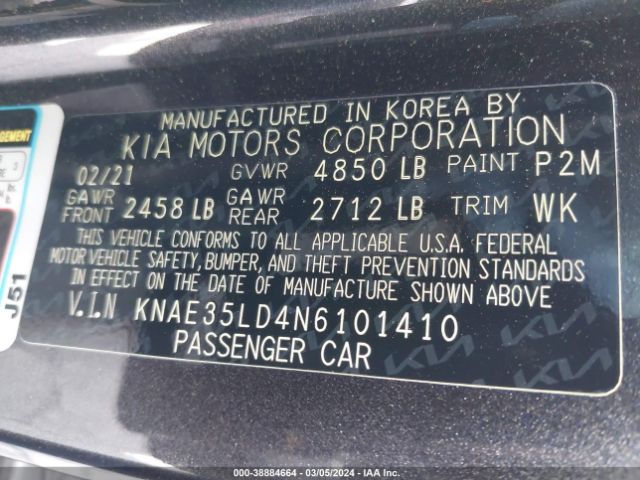 MANUFACTURED IN KOREA BY
KIA MOTORS CORPORATION
02/21 GVWR 4850 LB PAINT P2M
GAWR FRONT 2458 LB GAWR REAR 2712 LB TRIM WK
THIS VEHICLE CONFORMS TO ALL APPLICABLE U.S.A. FEDERAL
MOTOR VEHICLE SAFETY, BUMPER, AND THEFT PREVENTION STANDARDS
IN EFFECT ON THE DATE OF MANUFACTURE SHOWN ABOVE
V.I.N KNAE35LD4N6101410
PASSENGER CAR
J51
000-38884664 — 03/05/2024 — IAA Inc.